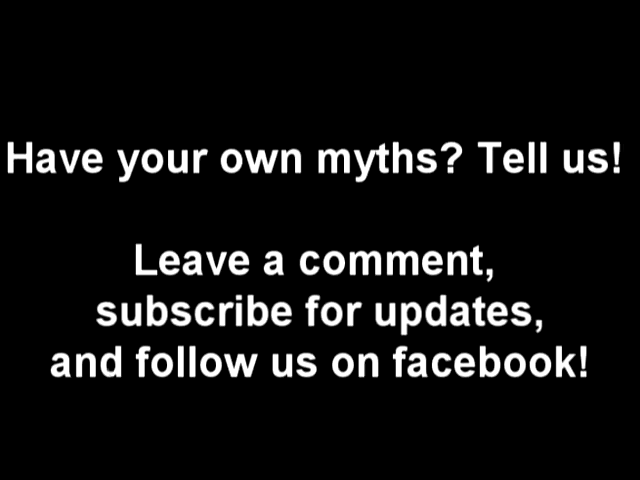 Have your own myths? Tell us!
Leave a comment,
subscribe for updates,
and follow us on facebook!